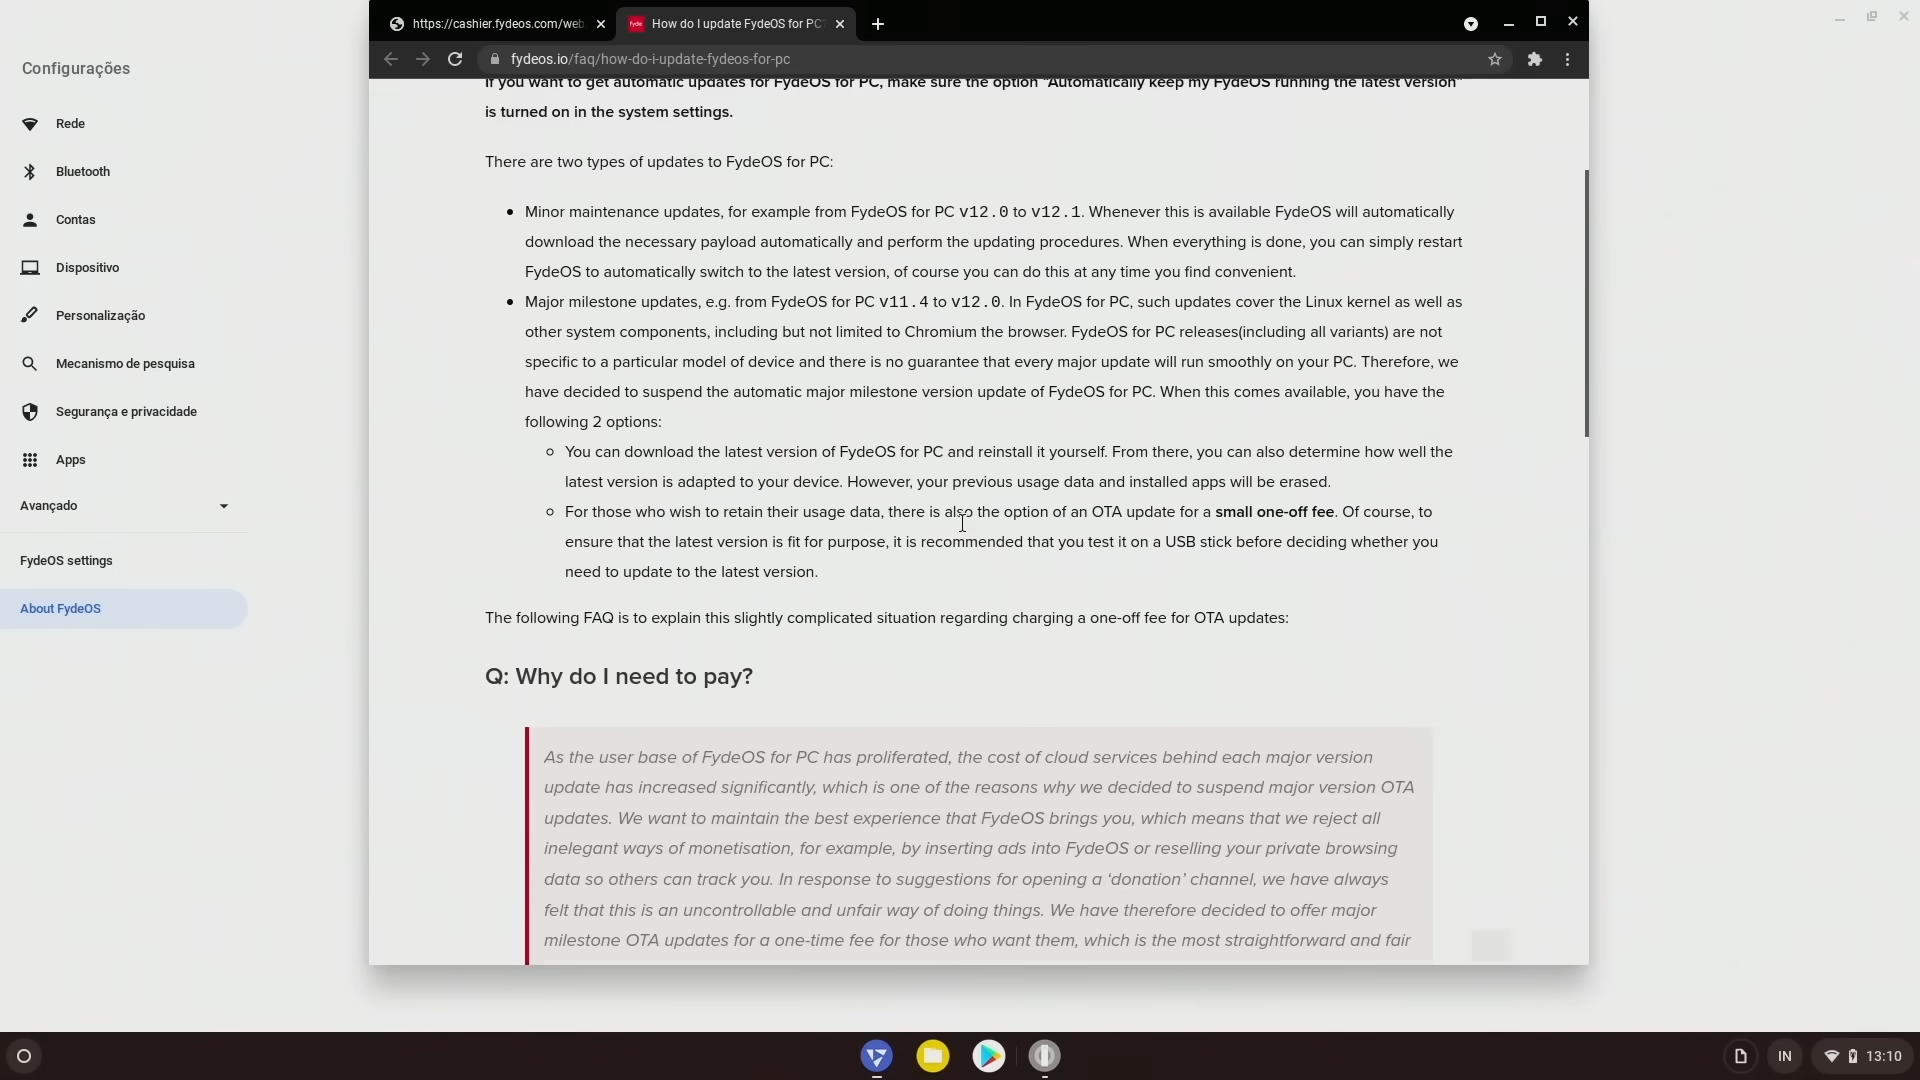 https://cashier.fydeos.com/web
How do I update FydeOS for PC
fydeos.io/faq/how-do-i-update-fydeos-for-pc
Configurações
Rede
Bluetooth
Contas
Dispositivo
Personalização
Mecanismo de pesquisa
Segurança e privacidade
Apps
Avançado
FydeOS settings
About FydeOS
If you want to get automatic updates for FydeOS for PC, make sure the option "Automatically keep my FydeOS running the latest version"
is turned on in the system settings.
There are two types of updates to FydeOS for PC:
Minor maintenance updates, for example from FydeOS for PC v12.0 to v12.1. Whenever this is available FydeOS will automatically
download the necessary payload automatically and perform the updating procedures. When everything is done, you can simply restart
FydeOS to automatically switch to the latest version, of course you can do this at any time you find convenient.
Major milestone updates, e.g. from FydeOS for PC v11.4 to v12.0. In FydeOS for PC, such updates cover the Linux kernel as well as
other system components, including but not limited to Chromium the browser. FydeOS for PC releases(including all variants) are not
specific to a particular model of device and there is no guarantee that every major update will run smoothly on your PC. Therefore, we
have decided to suspend the automatic major milestone version update of FydeOS for PC. When this comes available, you have the
following 2 options:
You can download the latest version of FydeOS for PC and reinstall it yourself. From there, you can also determine how well the
latest version is adapted to your device. However, your previous usage data and installed apps will be erased.
For those who wish to retain their usage data, there is also the option of an OTA update for a small one-off fee. Of course, to
ensure that the latest version is fit for purpose, it is recommended that you test it on a USB stick before deciding whether you
need to update to the latest version.
The following FAQ is to explain this slightly complicated situation regarding charging a one-off fee for OTA updates:
Q: Why do I need to pay?
As the user base of FydeOS for PC has proliferated, the cost of cloud services behind each major version
update has increased significantly, which is one of the reasons why we decided to suspend major version OTA
updates. We want to maintain the best experience that FydeOS brings you, which means that we reject all
inelegant ways of monetisation, for example, by inserting ads into FydeOS or reselling your private browsing
data so others can track you. In response to suggestions for opening a ‘donation’ channel, we have always
felt that this is an uncontrollable and unfair way of doing things. We have therefore decided to offer major
milestone OTA updates for a one-time fee for those who want them, which is the most straightforward and fair
IN
13:10